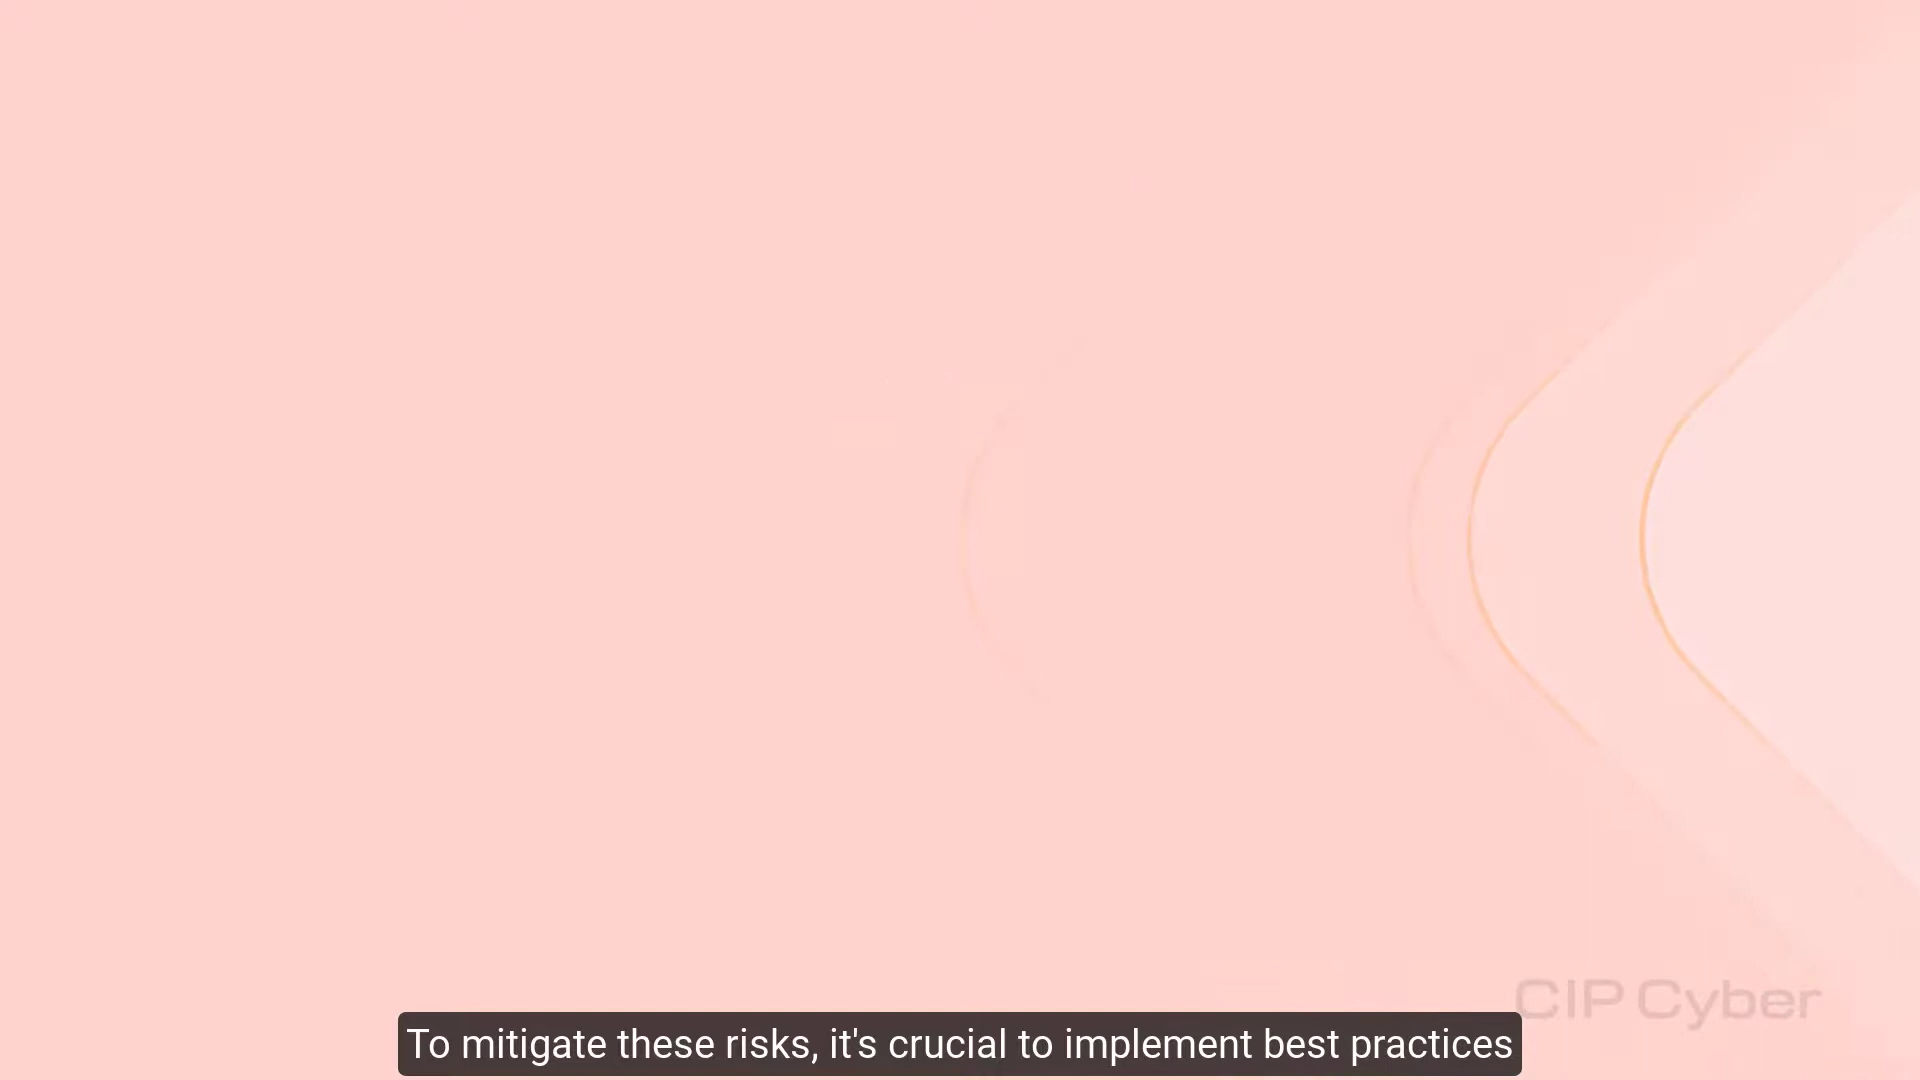 CIP Cyber
To mitigate these risks, it's crucial to implement best practices